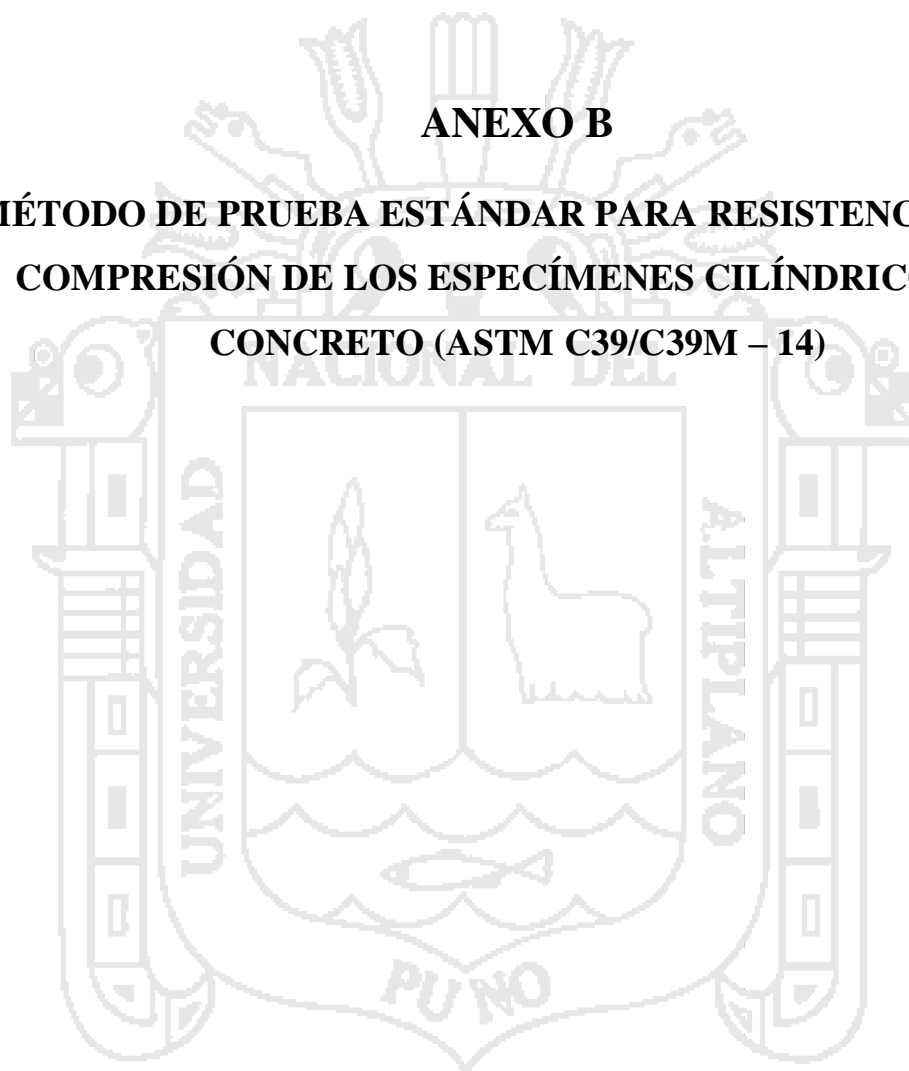 ANEXO B
MÉTODO DE PRUEBA ESTÁNDAR PARA
COMPRESIÓN DE LOS ESPECÍMENES
CONCRETO (ASTM C39/C39M – 14)
NACIONAL DEL
UNIVERSIDAD
ALTIPLANO
PUNO